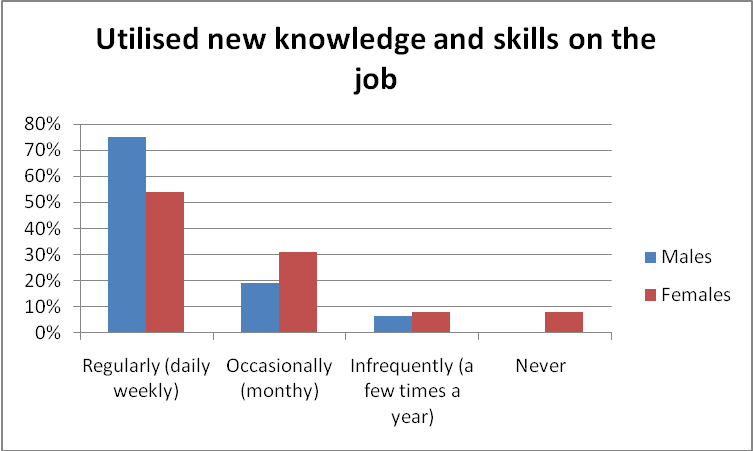 Utilised new knowledge and skills on the
job
80%
70%
60%
50%
40%
30%
20%
10%
0%
Regularly (daily
weekly)
Occasionally
(monthy)
Infrequently (a
few times a
year)
Never
Males
Females